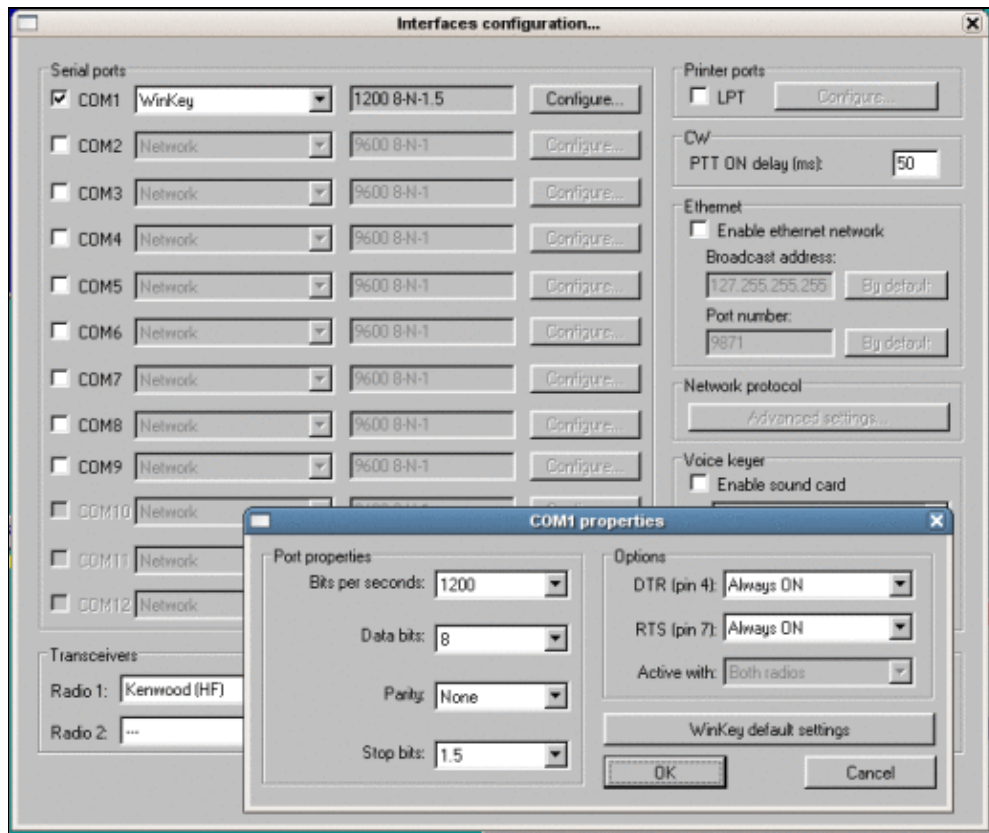 Interfaces configuration...
Serial ports
COM1 WinKey 1200 8-N-1.5 Configure...
COM2 Network 9600 8-N-1 Configure...
COM3 Network 9600 8-N-1 Configure...
COM4 Network 9600 8-N-1 Configure...
COM5 Network 9600 8-N-1 Configure...
COM6 Network 9600 8-N-1 Configure...
COM7 Network 9600 8-N-1 Configure...
COM8 Network 9600 8-N-1 Configure...
COM9 Network 9600 8-N-1 Configure...
COM10 Network
COM11 Network
COM12 Network
Transceivers
Radio 1: Kenwood (HF)
Radio 2: ---
Printer ports
LPT Configure...
CW
PTT ON delay (ms): 50
Ethernet
Enable ethernet network
Broadcast address:
127.255.255.255 By default
Port number:
9871 By default
Network protocol
Advanced settings...
Voice keyer
Enable sound card
COM1 properties
Port properties
Bits per seconds: 1200
Data bits: 8
Parity: None
Stop bits: 1.5
Options
DTR (pin 4): Always ON
RTS (pin 7): Always ON
Active with: Both radios
WinKey default settings
OK Cancel